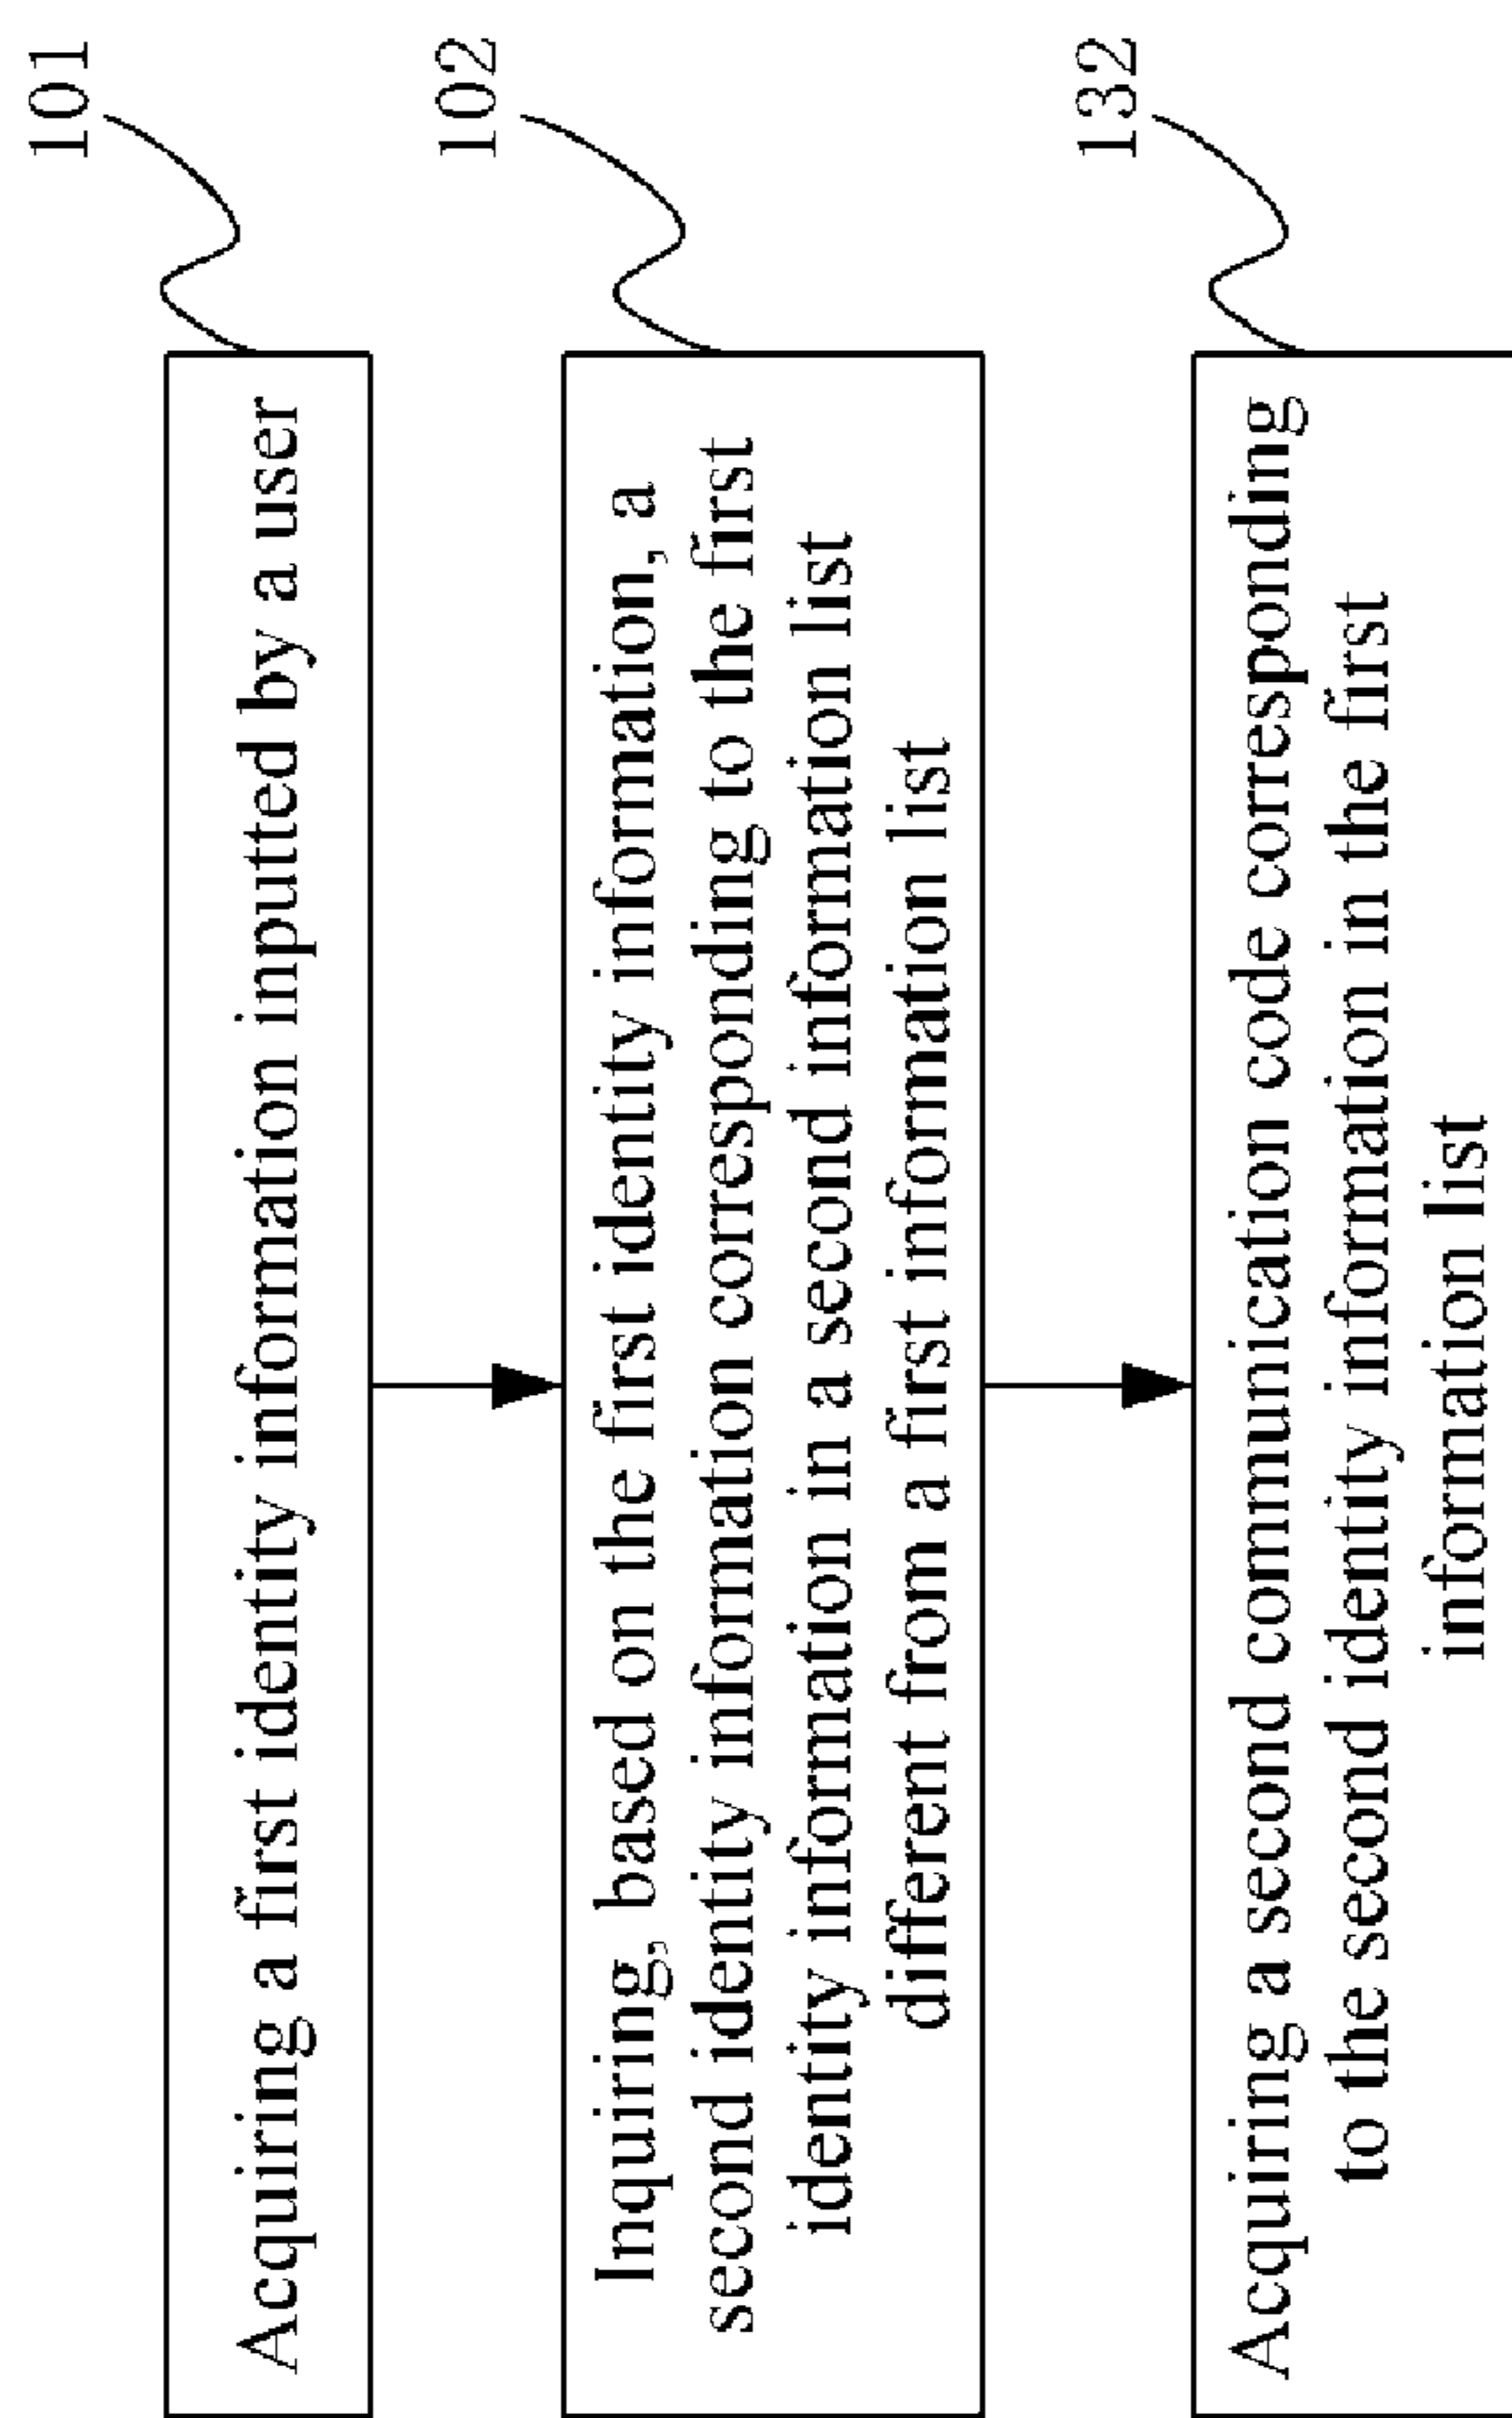 101
Acquiring a first identity information inputted by a user
102
Inquiring, based on the first identity information, a
second identity information corresponding to the first
identity information in a second information list
different from a first information list
132
Acquiring a second communication code corresponding
to the second identity information in the first
information list